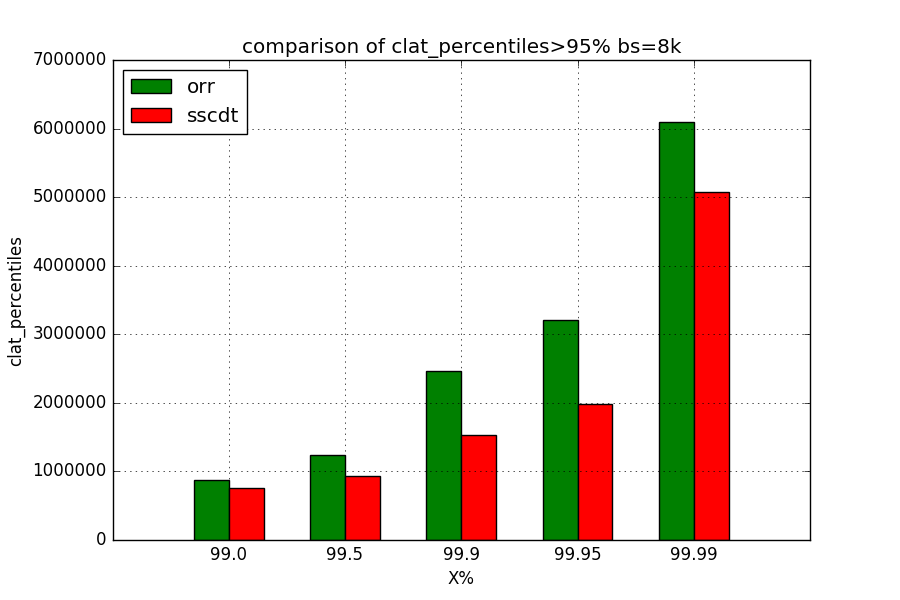 comparison of clat_percentiles>95% bs=8k
7000000
6000000
5000000
4000000
3000000
2000000
1000000
0
clat_percentiles
orr
sscdt
99.0 99.5 99.9 99.95 99.99
X%